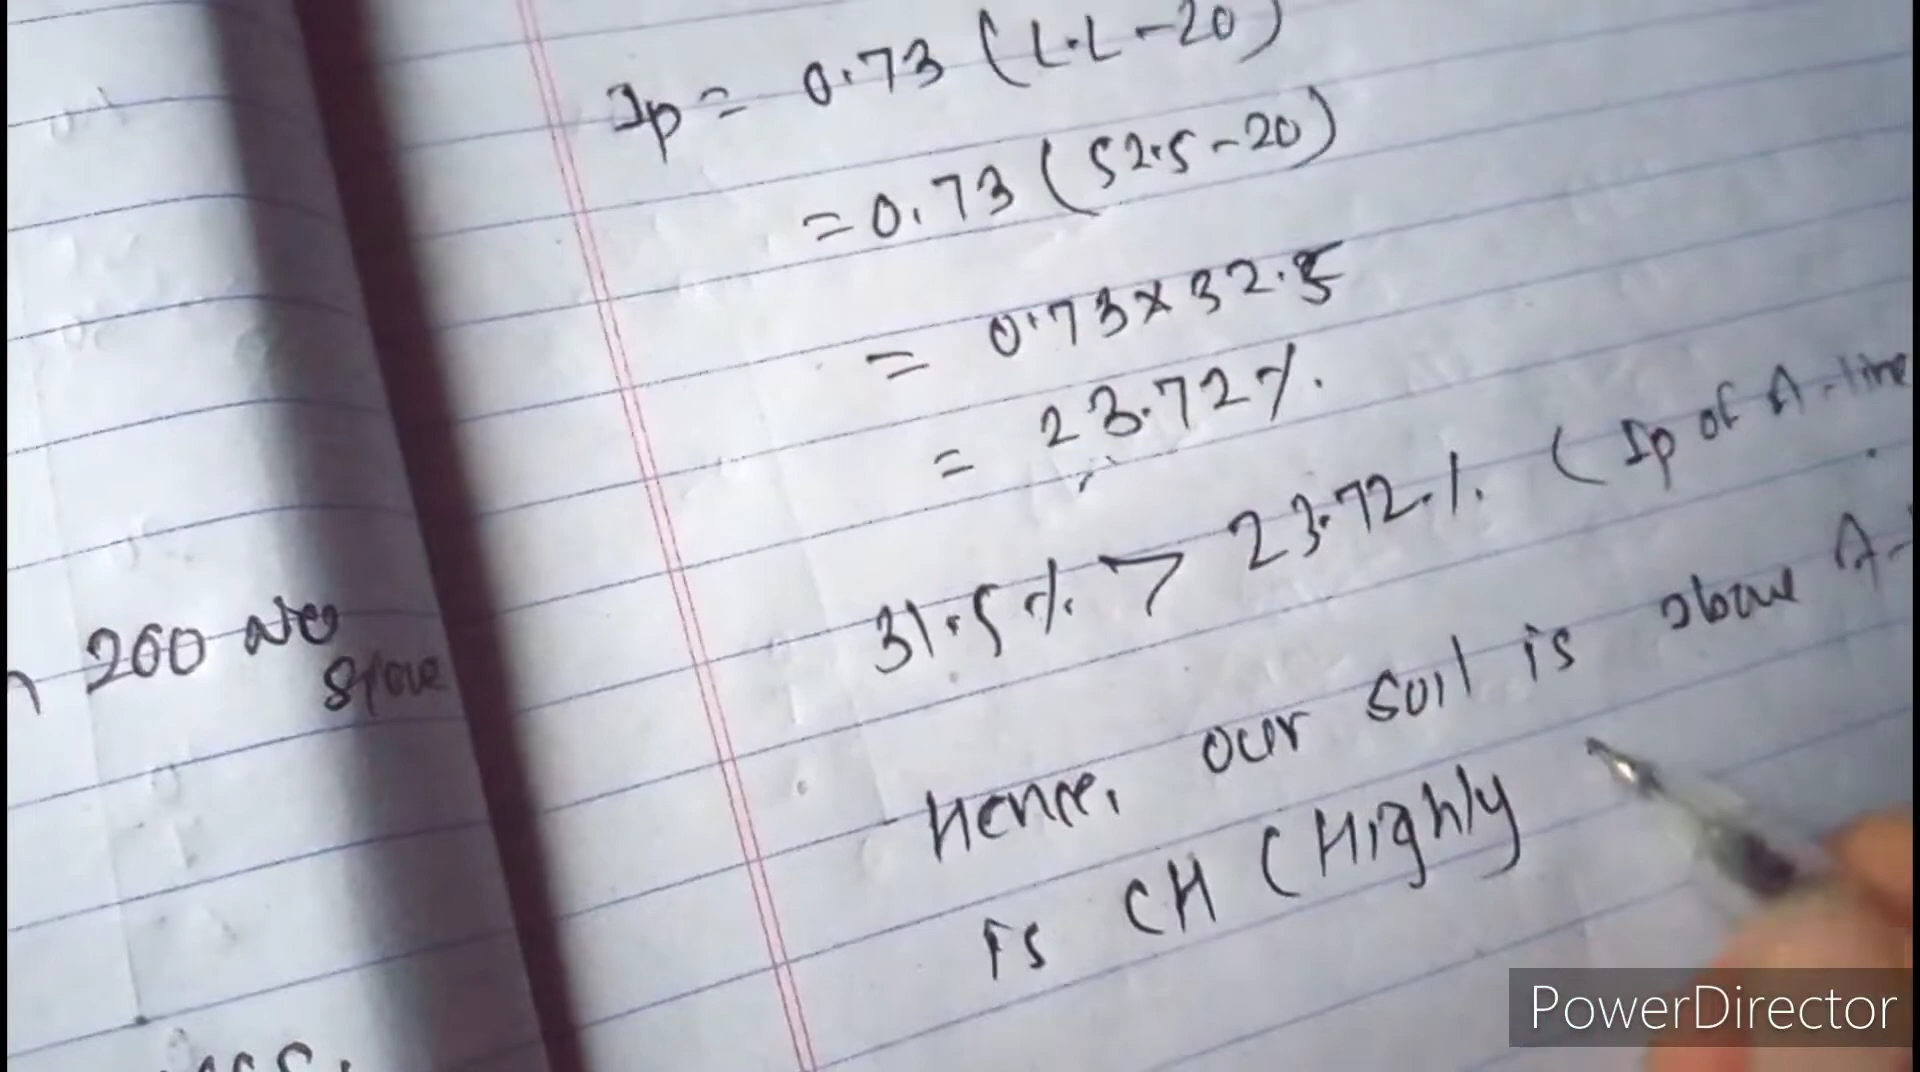 Ip = 0.73 (L.L - 20)
= 0.73 (52.5 - 20)
= 0.73 x 32.5
= 23.72%.
31.5% > 23.72%. (Ip of A-line
Hence, our soil is above A-
is CH (Highly
200 no
PowerDirector